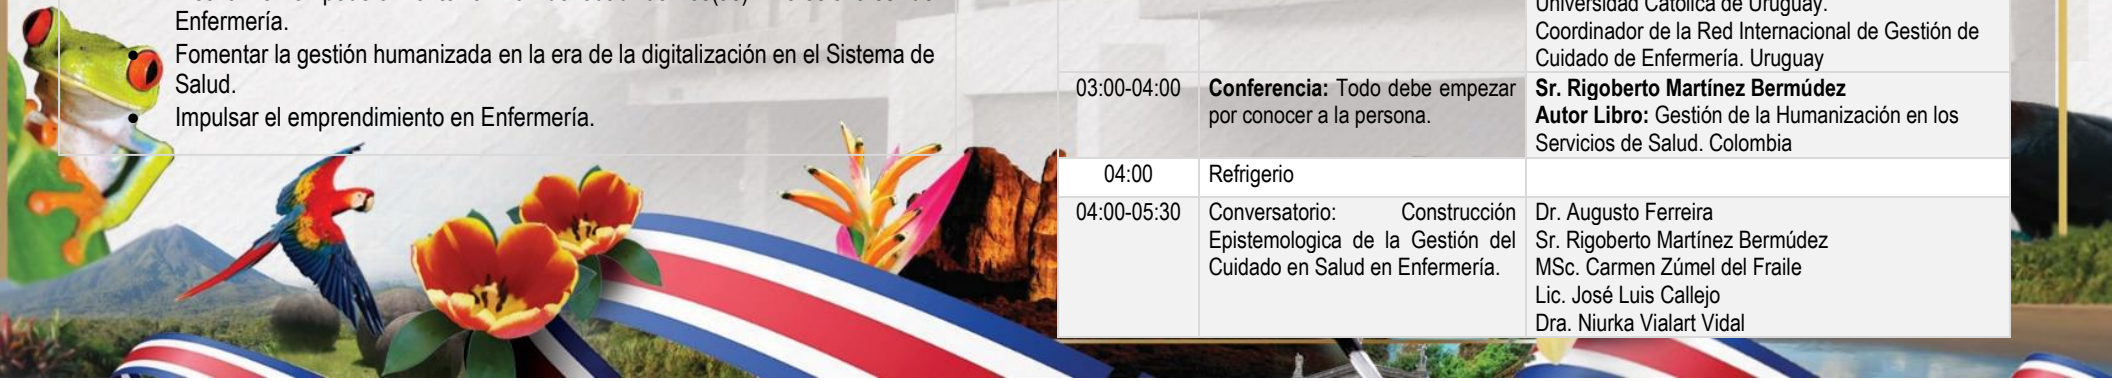 Enfermería.
• Fomentar la gestión humanizada en la era de la digitalización en el Sistema de
Salud.
• Impulsar el emprendimiento en Enfermería.
Universidad Católica de Uruguay.
Coordinador de la Red Internacional de Gestión de
Cuidado de Enfermería. Uruguay
03:00-04:00 Conferencia: Todo debe empezar
por conocer a la persona.
Sr. Rigoberto Martínez Bermúdez
Autor Libro: Gestión de la Humanización en los
Servicios de Salud. Colombia
04:00 Refrigerio
04:00-05:30 Conversatorio: Construcción
Epistemologica de la Gestión del
Cuidado en Salud en Enfermería.
Dr. Augusto Ferreira
Sr. Rigoberto Martínez Bermúdez
MSc. Carmen Zúmel del Fraile
Lic. José Luis Callejo
Dra. Niurka Vialart Vidal